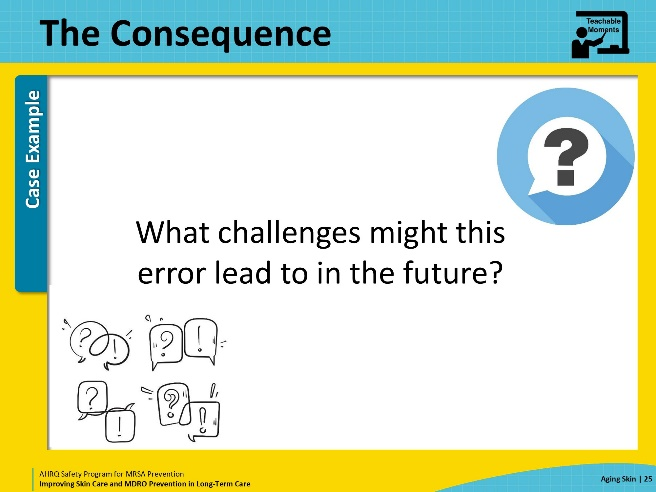 The Consequence
Teachable
Moments
Case Example
?
What challenges might this
error lead to in the future?
? ! ? !
? ! ? !
AHRQ Safety Program for MRSA Prevention
Improving Skin Care and MDRO Prevention in Long-Term Care
Aging Skin | 25